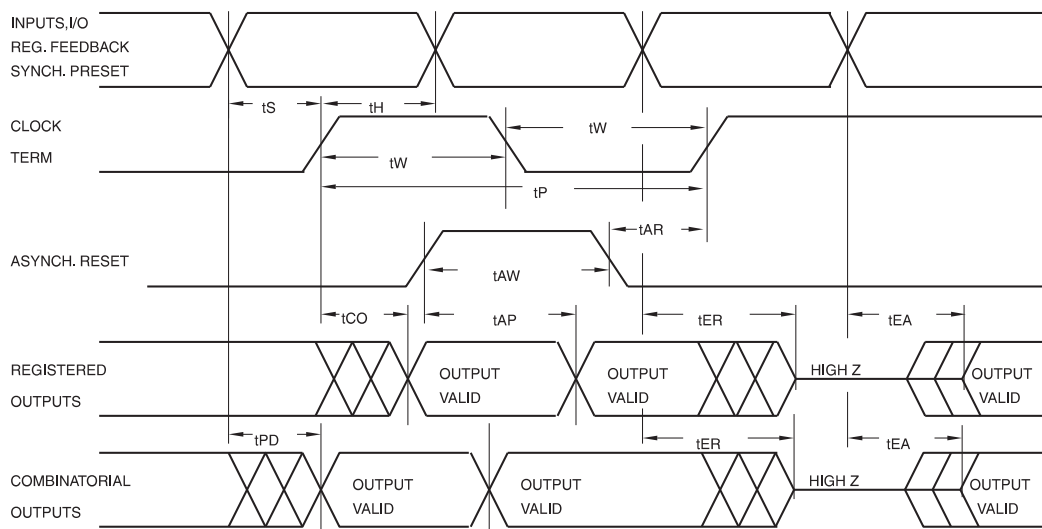 INPUTS,I/O
REG. FEEDBACK
SYNCH. PRESET
tS
tH
CLOCK
TERM
tW
tW
tP
tAR
ASYNCH. RESET
tAW
tCO
tAP
tER
tEA
REGISTERED
OUTPUTS
OUTPUT
VALID
OUTPUT
VALID
HIGH Z
OUTPUT
VALID
tPD
tER
tEA
COMBINATORIAL
OUTPUTS
OUTPUT
VALID
OUTPUT
VALID
HIGH Z
OUTPUT
VALID